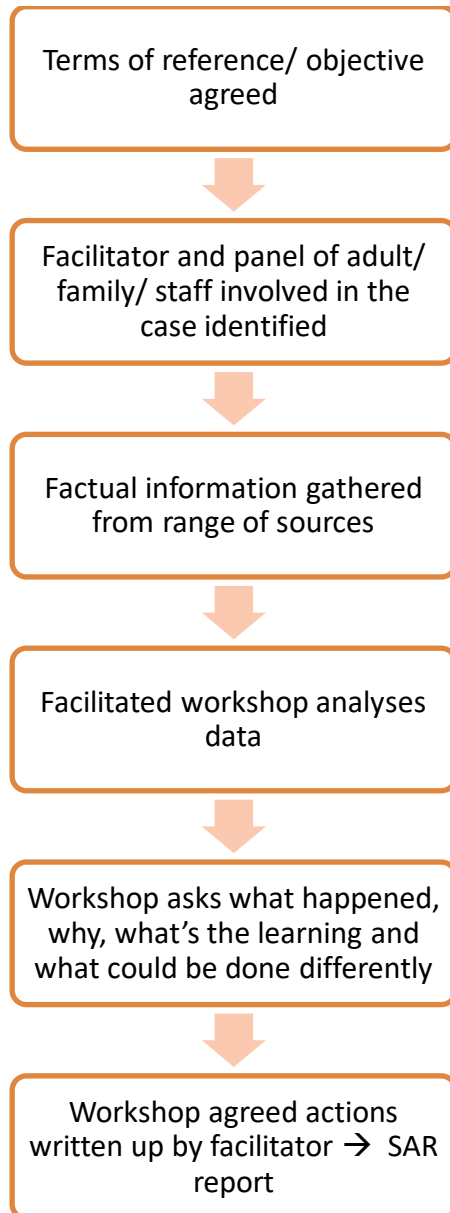 Terms of reference/ objective
agreed
Facilitator and panel of adult/
family/ staff involved in the
case identified
Factual information gathered
from range of sources
Facilitated workshop analyses
data
Workshop asks what happened,
why, what’s the learning and
what could be done differently
Workshop agreed actions
written up by facilitator → SAR
report